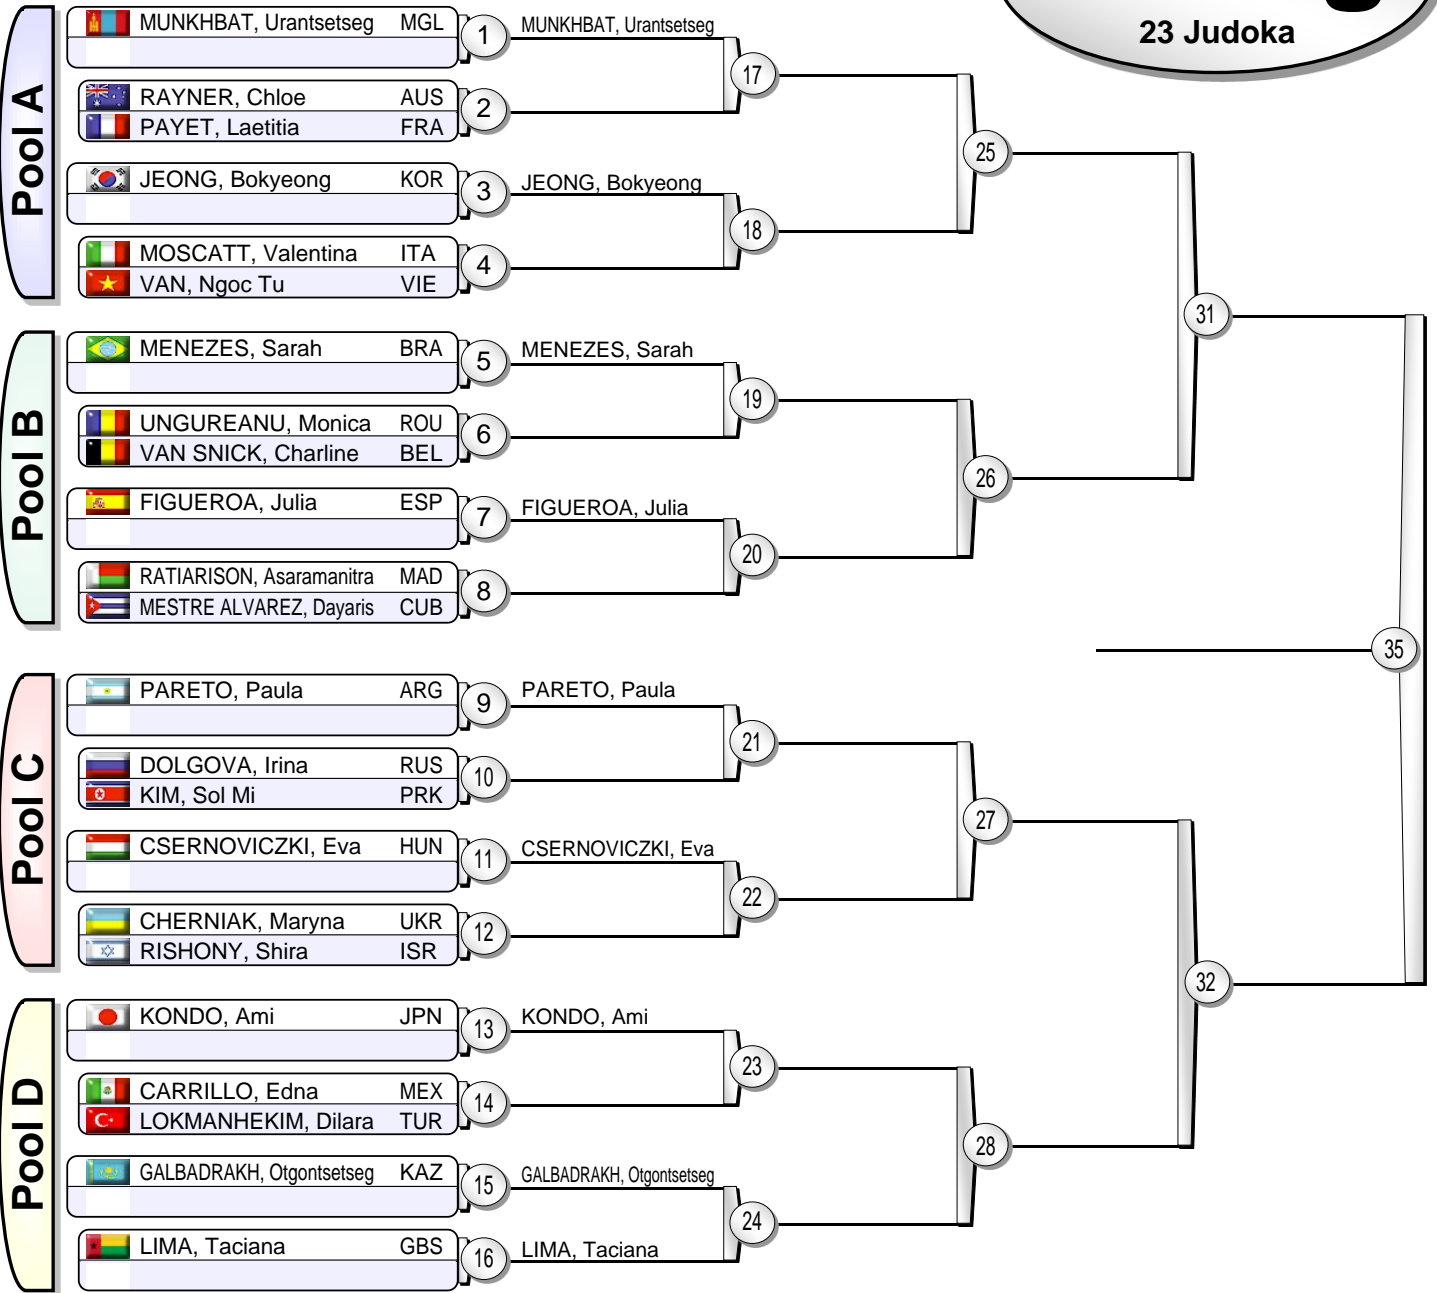 23 Judoka
Pool A
MUNKHBAT, Urantsetseg MGL 1 MUNKHBAT, Urantsetseg
17
RAYNER, Chloe AUS
2
PAYET, Laetitia FRA
25
JEONG, Bokyeong KOR 3 JEONG, Bokyeong
18
MOSCATT, Valentina ITA
4
VAN, Ngoc Tu VIE
31
Pool B
MENEZES, Sarah BRA 5 MENEZES, Sarah
19
UNGUREANU, Monica ROU
6
VAN SNICK, Charline BEL
26
FIGUEROA, Julia ESP 7 FIGUEROA, Julia
20
RATIARISON, Asaramanitra MAD
8
MESTRE ALVAREZ, Dayaris CUB
35
Pool C
PARETO, Paula ARG 9 PARETO, Paula
21
DOLGOVA, Irina RUS
10
KIM, Sol Mi PRK
27
CSERNOVICZKI, Eva HUN 11 CSERNOVICZKI, Eva
22
CHERNIAK, Maryna UKR
12
RISHONY, Shira ISR
32
Pool D
KONDO, Ami JPN 13 KONDO, Ami
23
CARRILLO, Edna MEX
14
LOKMANHEKIM, Dilara TUR
28
GALBADRAKH, Otgontsetseg KAZ 15 GALBADRAKH, Otgontsetseg
24
LIMA, Taciana GBS 16 LIMA, Taciana